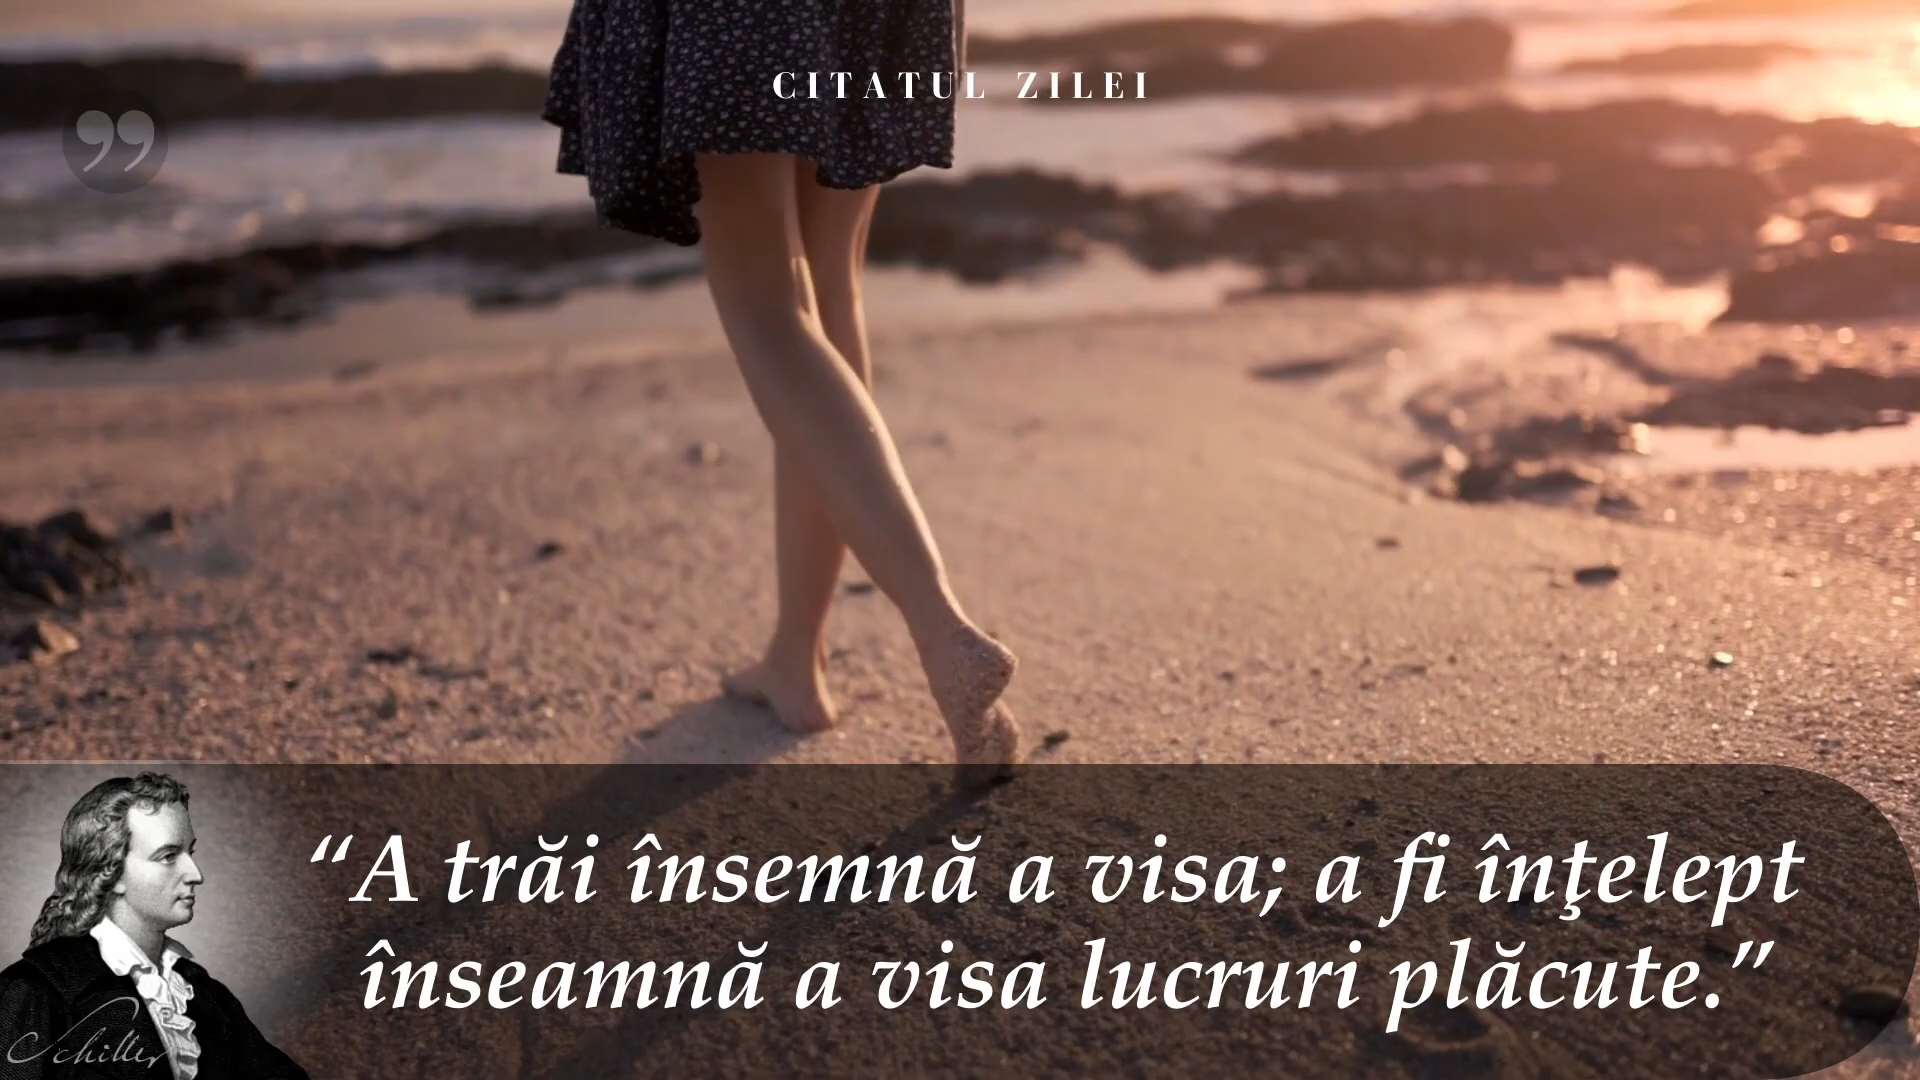 CITATUL ZILEI
“A trăi însemnă a visa; a fi înţelept
înseamnă a visa lucruri plăcute.”
Schiller